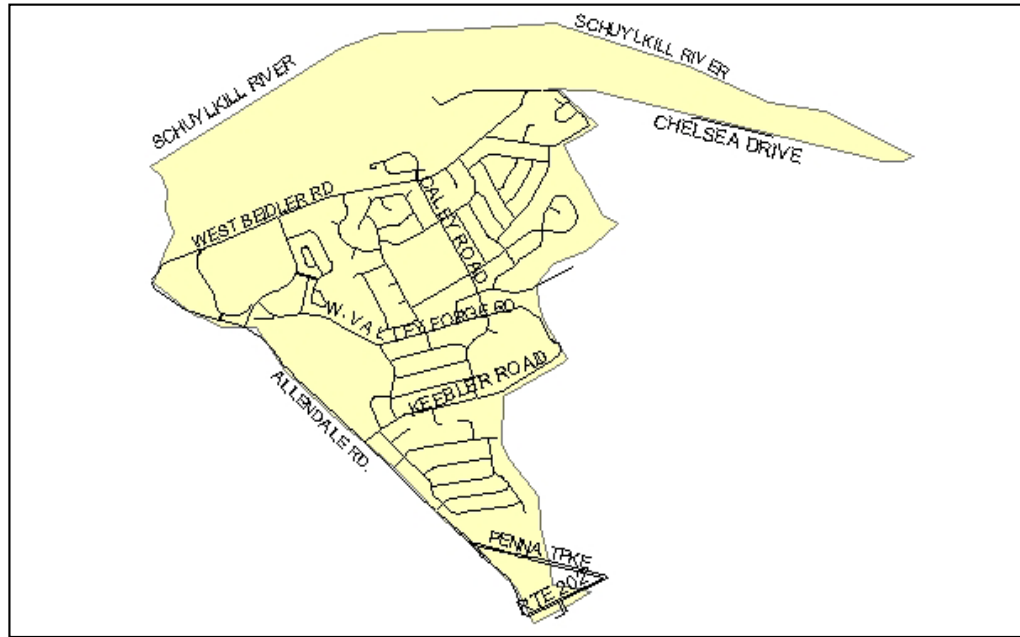 SCHUYLKILL RIVER
SCHUYLKILL RIVER
CHELSEA DRIVE
WEST BEIDLER RD
CALEY ROAD
W. VALLEY FORGE RD
KEEBLER ROAD
ALLENDALE RD.
PENNA TPKE
RTE 202